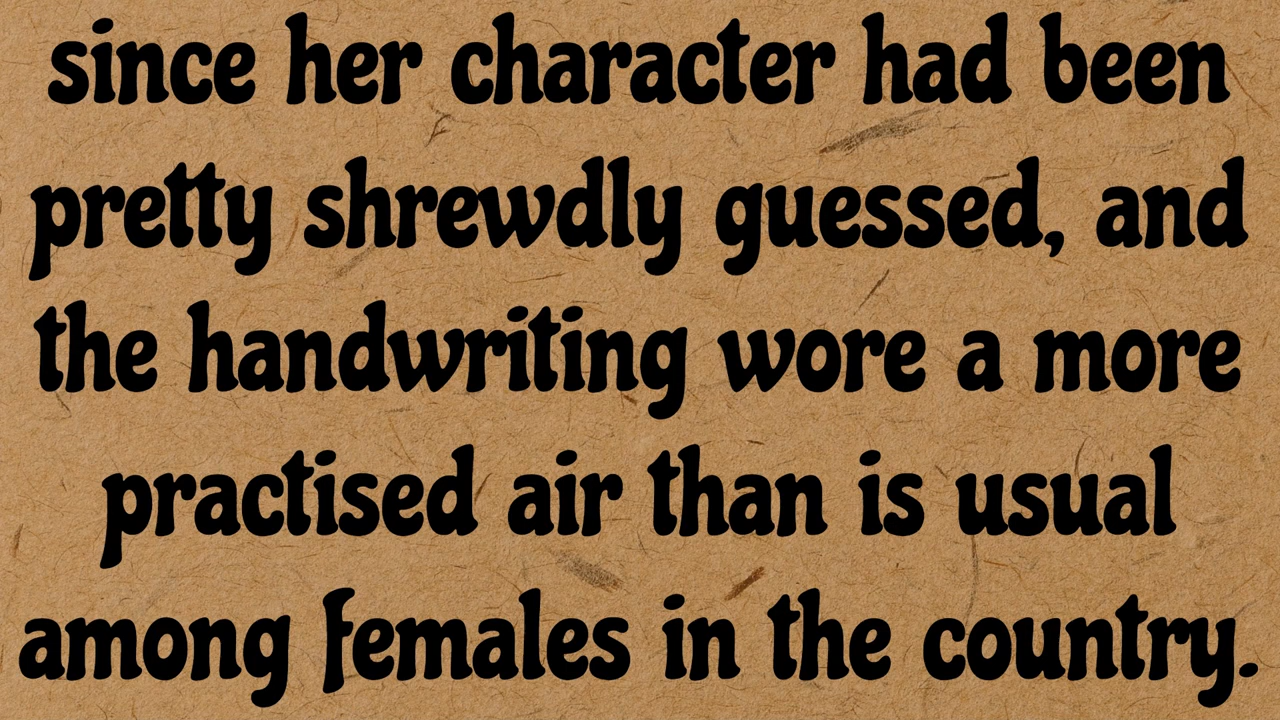 since her character had been
pretty shrewdly guessed, and
the handwriting wore a more
practised air than is usual
among females in the country.